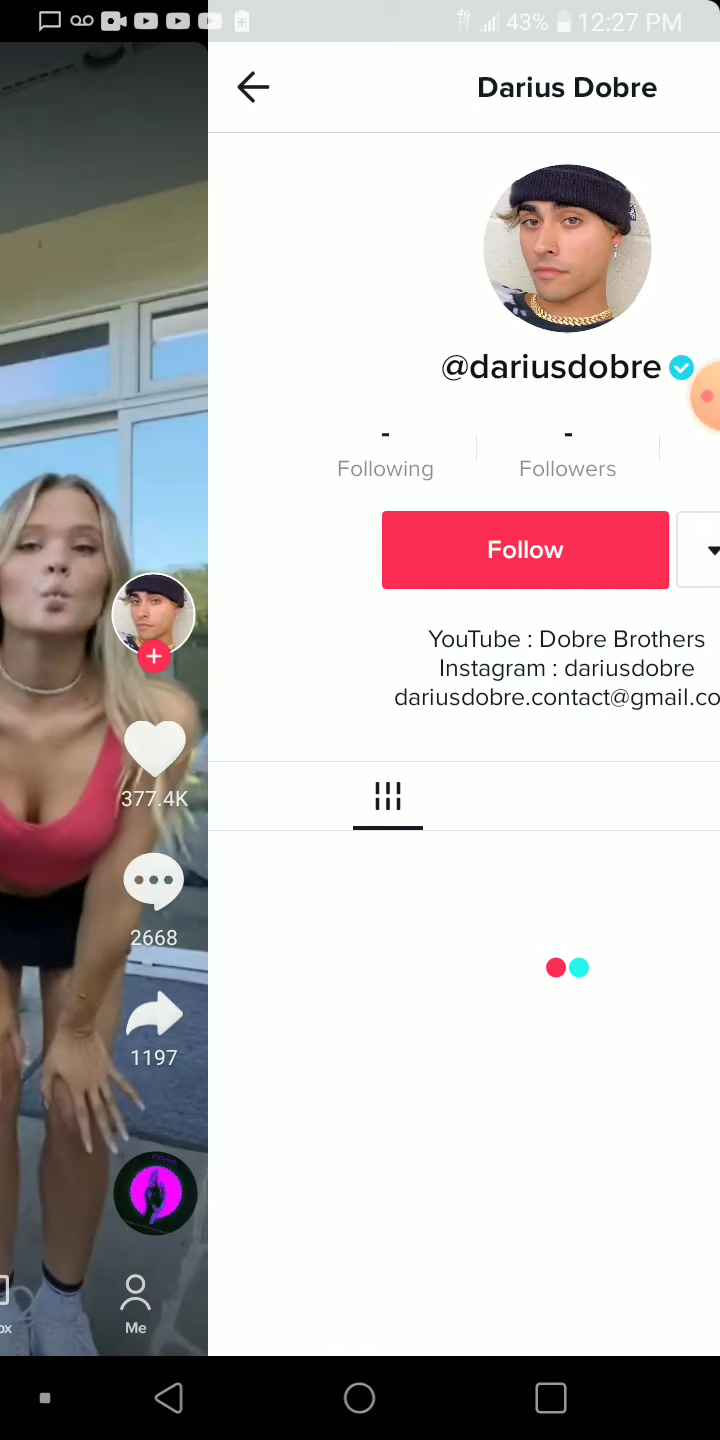 43% 12:27 PM
Darius Dobre
@dariusdobre
- -
Following Followers
Follow
YouTube : Dobre Brothers
Instagram : dariusdobre
dariusdobre.contact@gmail.co
377.4K
2668
1197
Me